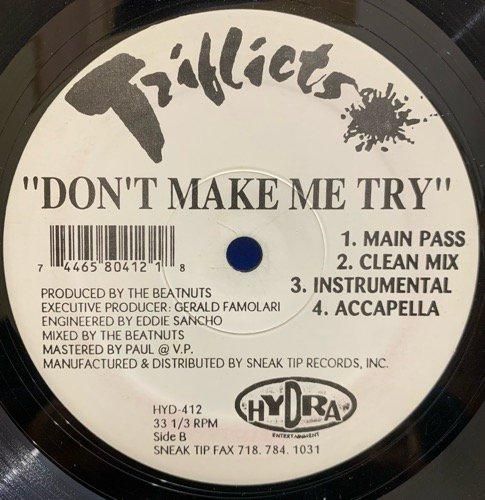 Triflicts
"DON'T MAKE ME TRY"
1. MAIN PASS
2. CLEAN MIX
3. INSTRUMENTAL
4. ACCAPELLA
7 44658 80412 1 8
PRODUCED BY THE BEATNUTS
EXECUTIVE PRODUCER: GERALD FAMOLARI
ENGINEERED BY EDDIE SANCHO
MIXED BY THE BEATNUTS
MASTERED BY PAUL @ V.P.
MANUFACTURED & DISTRIBUTED BY SNEAK TIP RECORDS, INC.
HYD-412
33 1/3 RPM
Side B
SNEAK TIP FAX 718. 784. 1031
HYDRA
ENTERTAINMENT